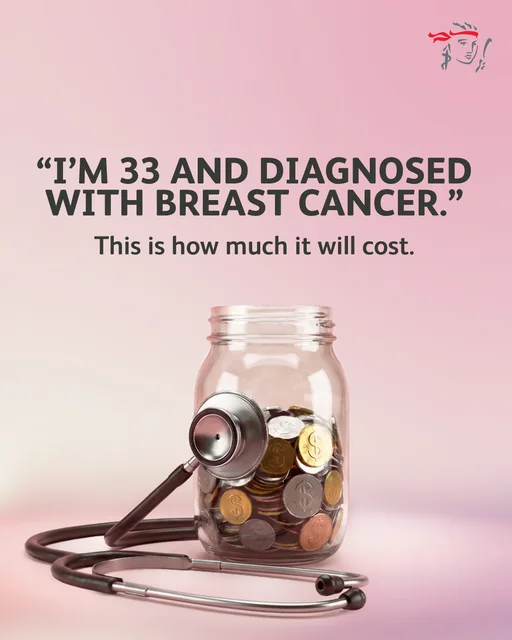 “I’M 33 AND DIAGNOSED
WITH BREAST CANCER.”
This is how much it will cost.